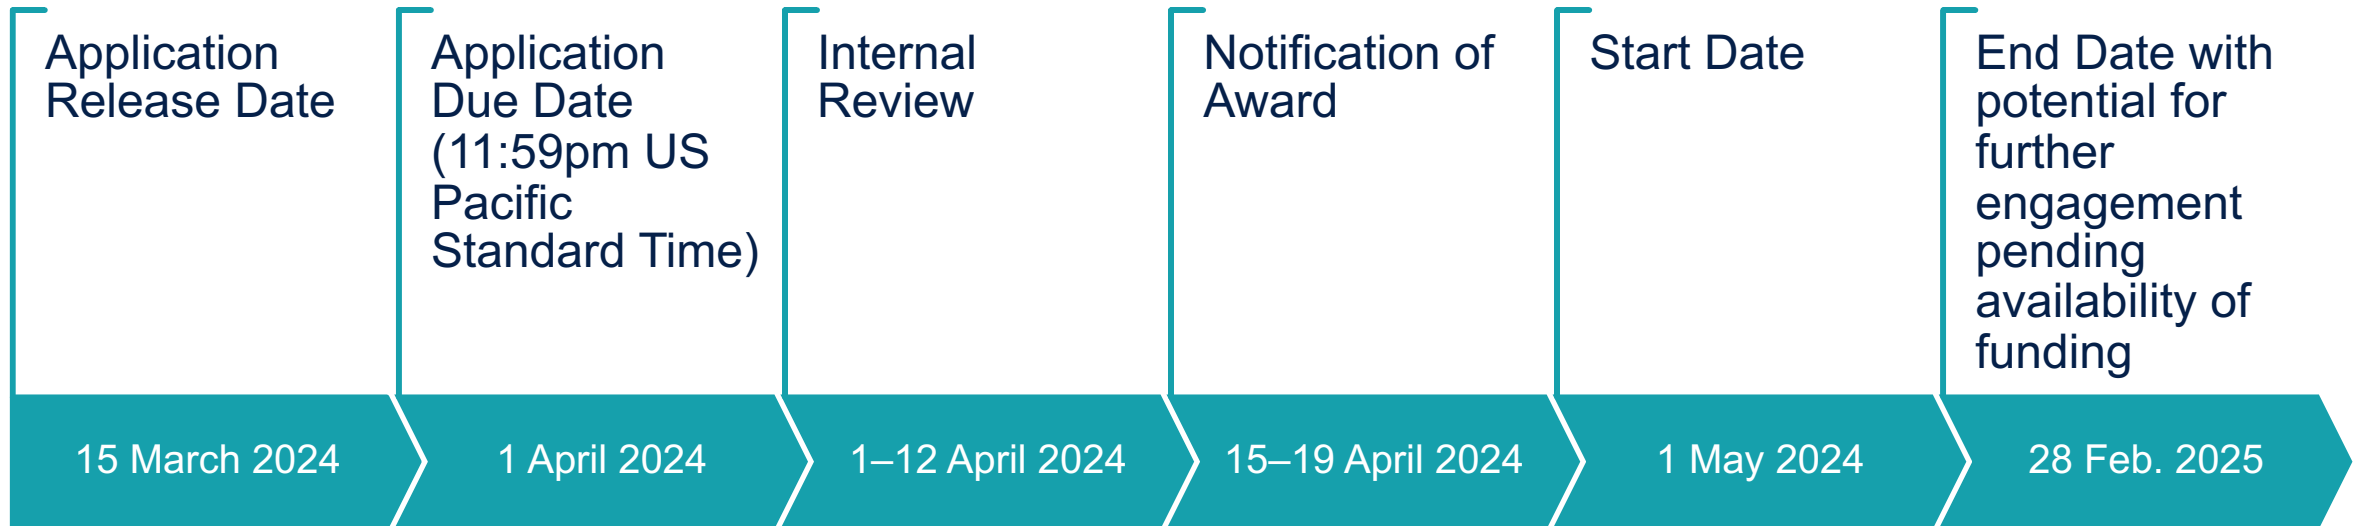 Application
Release Date
Application
Due Date
(11:59pm US
Pacific
Standard Time)
Internal
Review
Notification of
Award
Start Date
End Date with
potential for
further
engagement
pending
availability of
funding
15 March 2024
1 April 2024
1–12 April 2024
15–19 April 2024
1 May 2024
28 Feb. 2025